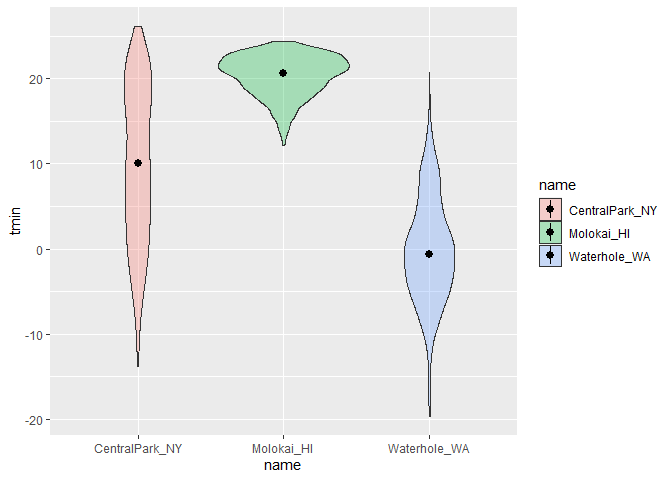 20
10
0
-10
-20
tmin
CentralPark_NY Molokai_HI Waterhole_WA
name
name
CentralPark_NY
Molokai_HI
Waterhole_WA